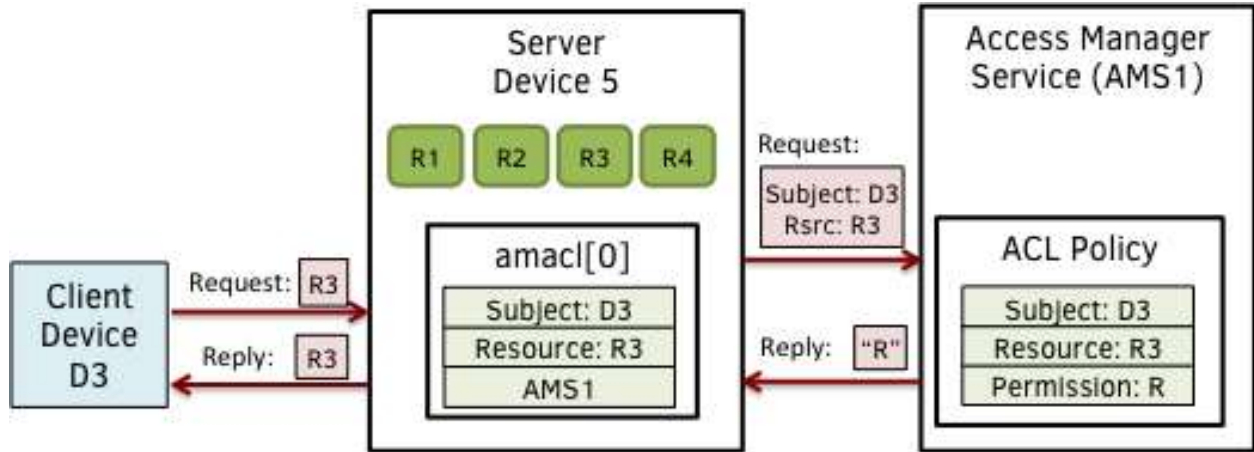 Client
Device
D3
Request:
R3
Reply:
R3
Server
Device 5
R1
R2
R3
R4
amacl[0]
Subject: D3
Resource: R3
AMS1
Request:
Subject: D3
Rsrc: R3
Reply:
“R”
Access Manager
Service (AMS1)
ACL Policy
Subject: D3
Resource: R3
Permission: R